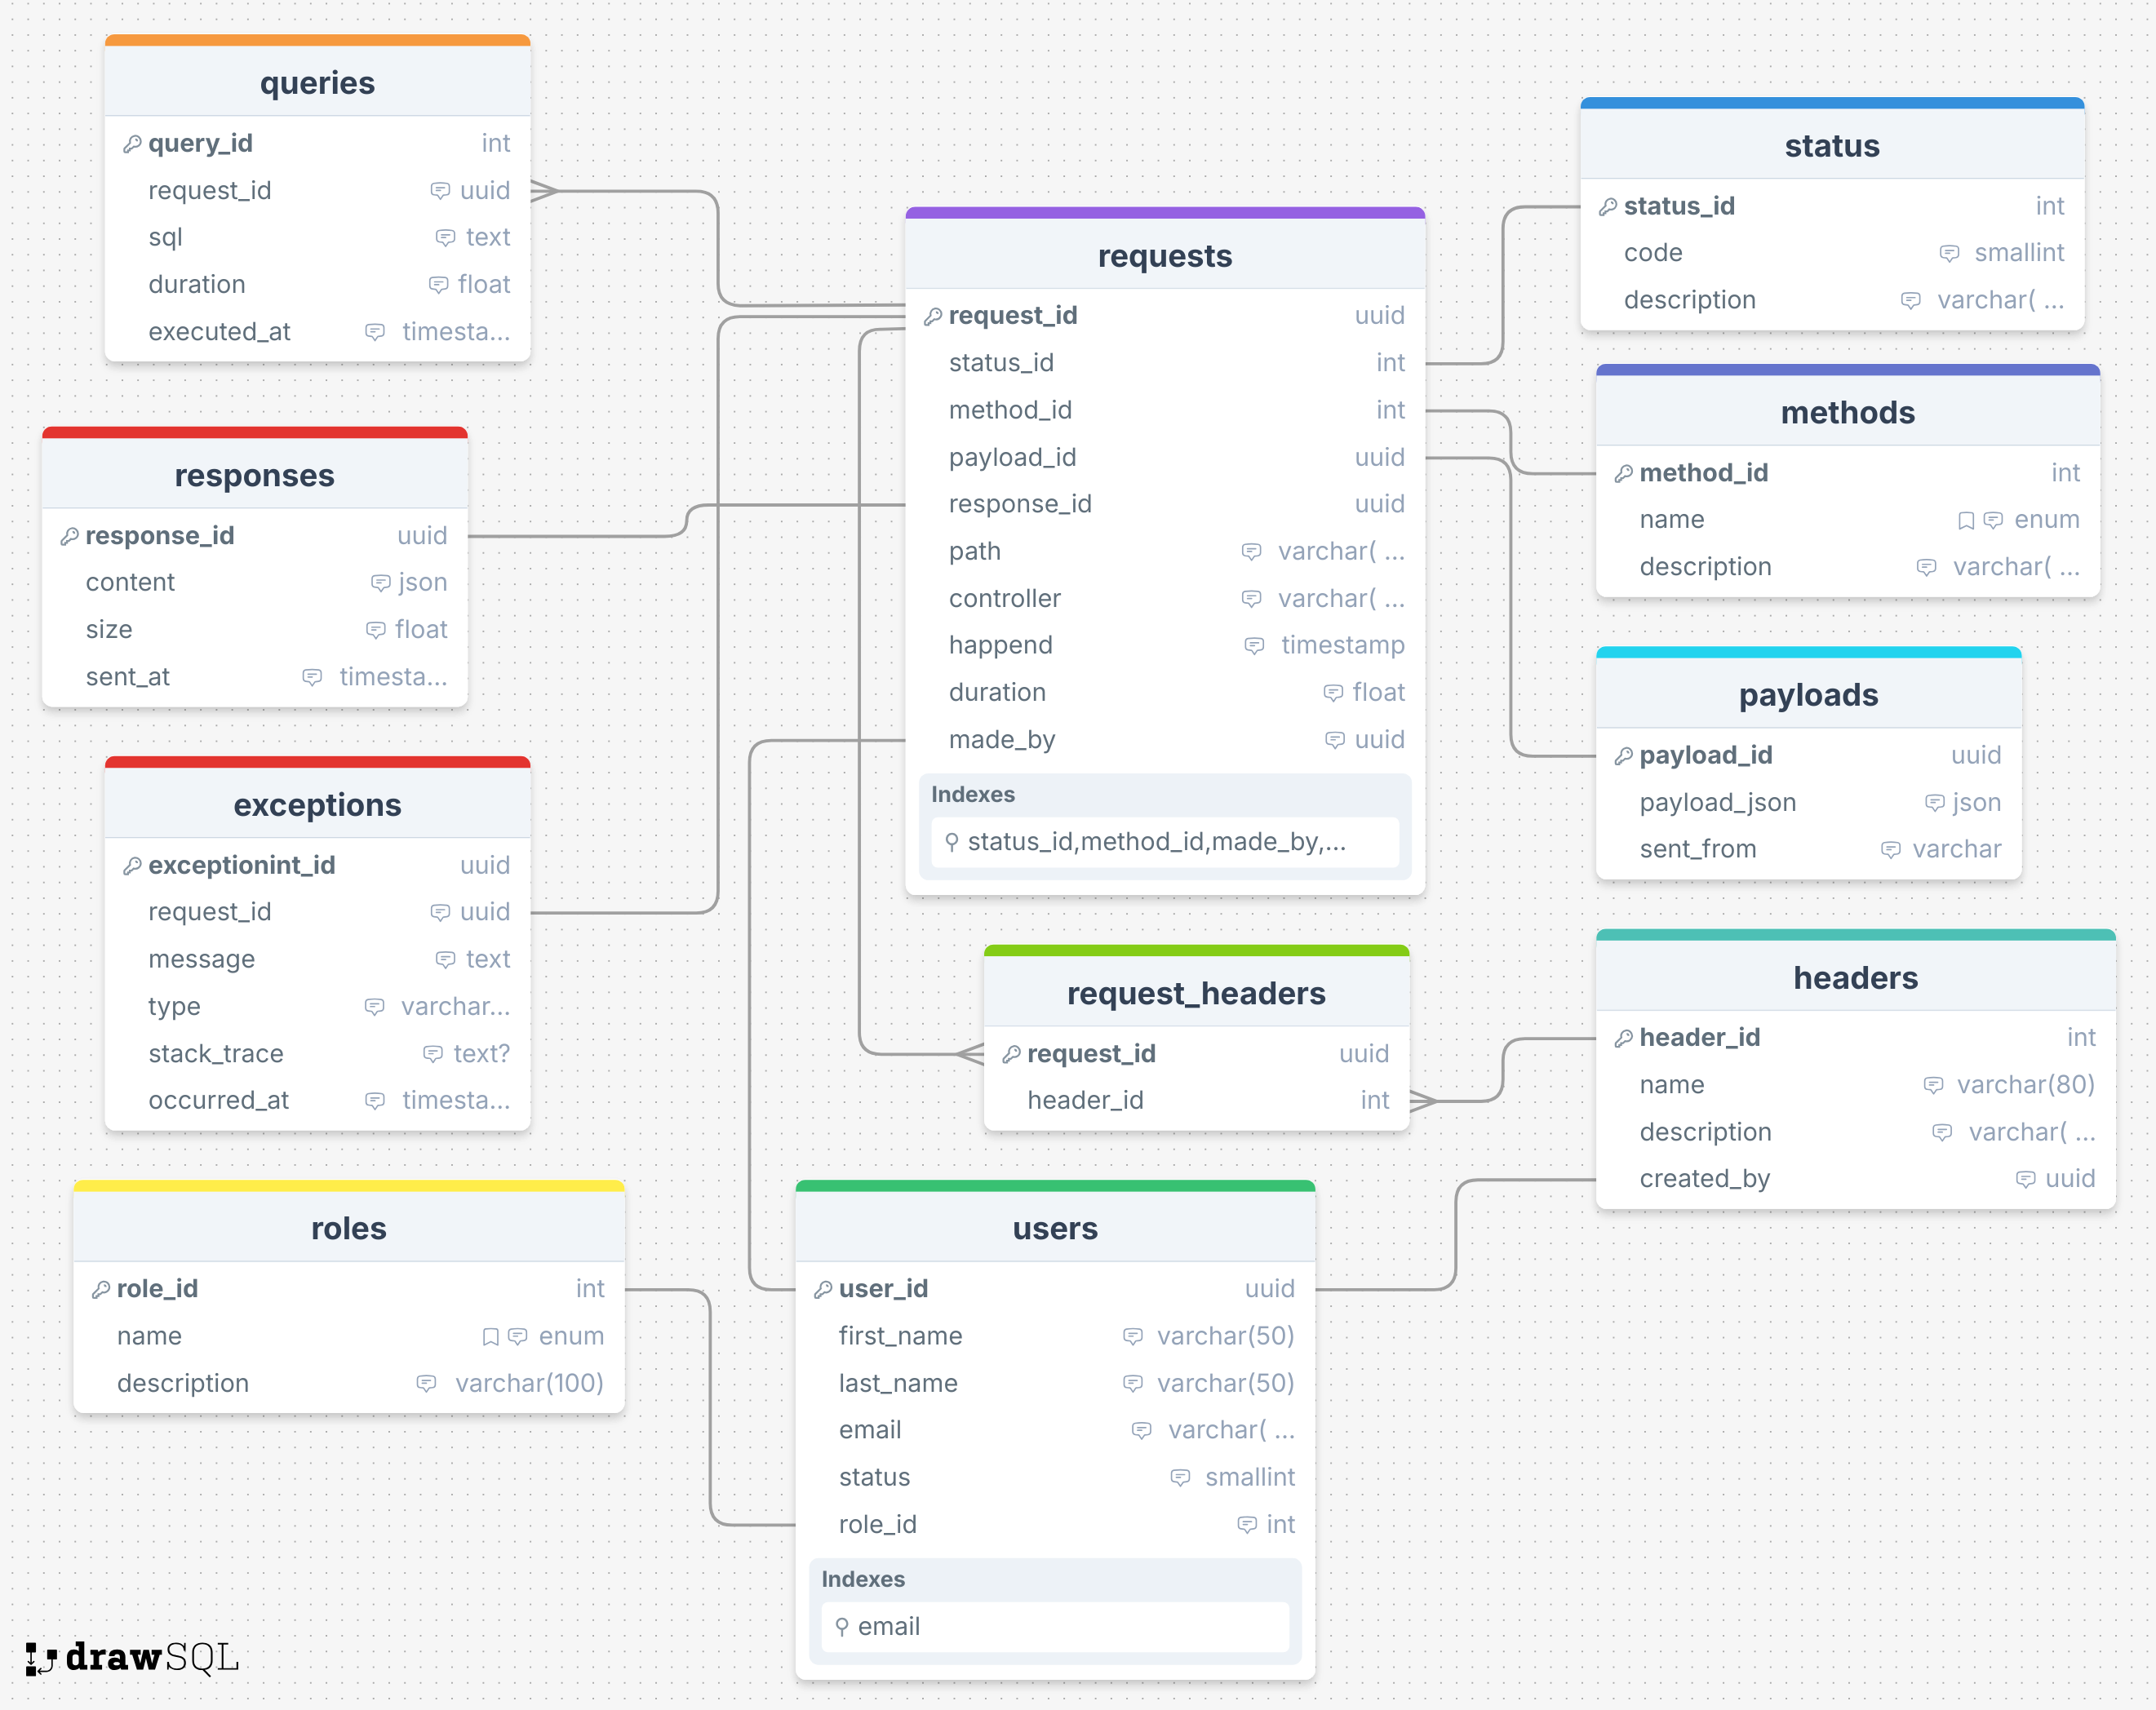 queries
query_id int
request_id uuid
sql text
duration float
executed_at timesta...
responses
response_id uuid
content json
size float
sent_at timesta...
exceptions
exceptionint_id uuid
request_id uuid
message text
type varchar...
stack_trace text?
occurred_at timesta...
roles
role_id int
name enum
description varchar(100)
requests
request_id uuid
status_id int
method_id int
payload_id uuid
response_id uuid
path varchar( ...
controller varchar( ...
happend timestamp
duration float
made_by uuid
Indexes
status_id,method_id,made_by,...
request_headers
request_id uuid
header_id int
users
user_id uuid
first_name varchar(50)
last_name varchar(50)
email varchar( ...
status smallint
role_id int
Indexes
email
status
status_id int
code smallint
description varchar( ...
methods
method_id int
name enum
description varchar( ...
payloads
payload_id uuid
payload_json json
sent_from varchar
headers
header_id int
name varchar(80)
description varchar( ...
created_by uuid
drawSQL